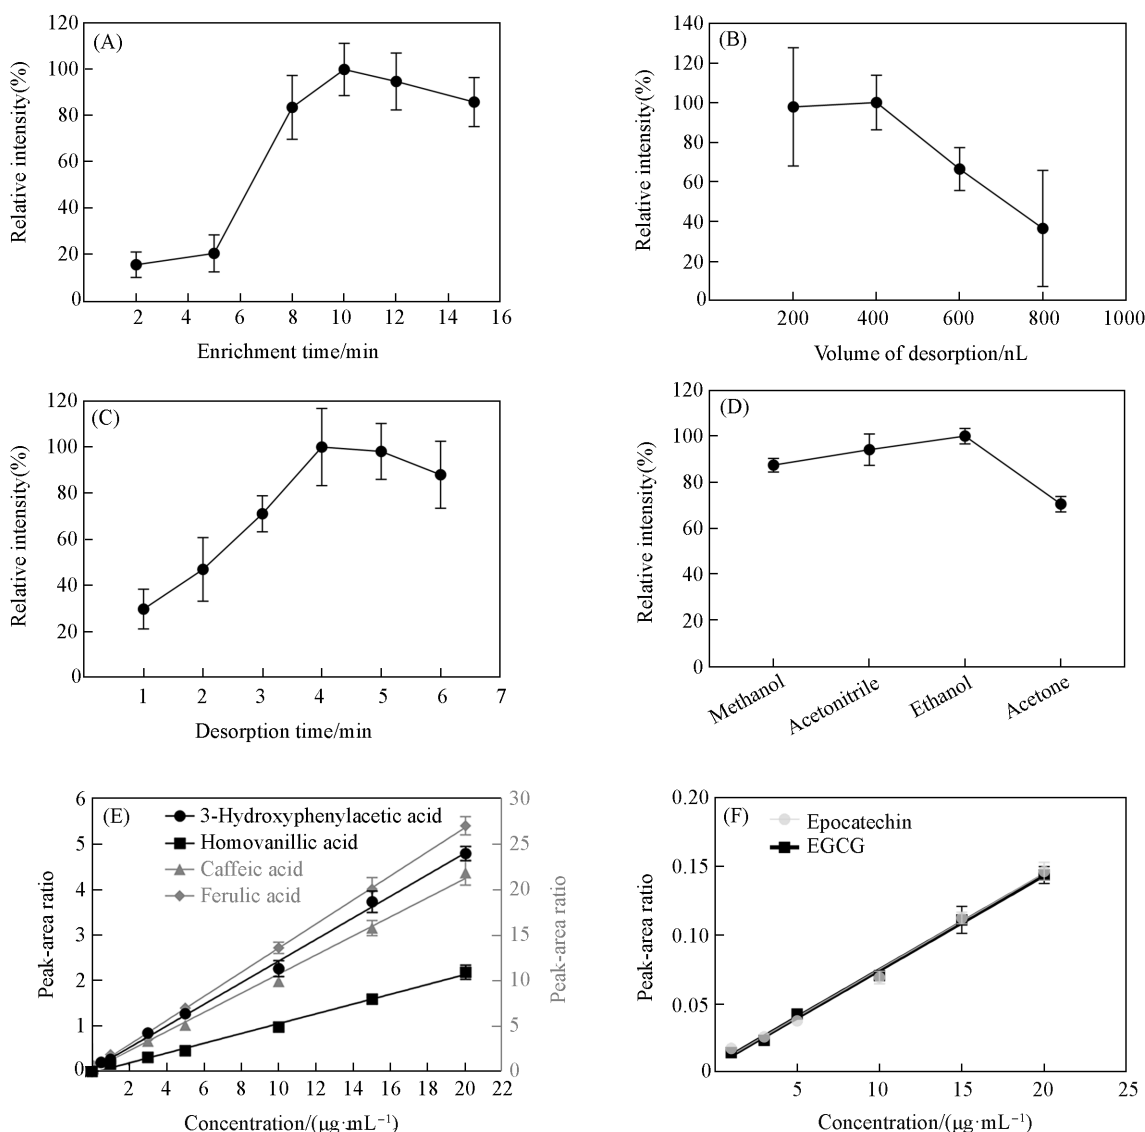 (A)
Relative intensity(%)
120
100
80
60
40
20
0
2 4 6 8 10 12 14 16
Enrichment time/min
(B)
Relative intensity(%)
140
120
100
80
60
40
20
0
200 400 600 800 1000
Volume of desorption/nL
(C)
Relative intensity(%)
120
100
80
60
40
20
0
1 2 3 4 5 6 7
Desorption time/min
(D)
Relative intensity(%)
120
100
80
60
40
20
0
Methanol
Acetonitrile
Ethanol
Acetone
(E)
3-Hydroxyphenylacetic acid
Homovanillic acid
Caffeic acid
Ferulic acid
Peak-area ratio
6
5
4
3
2
1
0
30
25
20
15
10
5
0
Peak-area ratio
2 4 6 8 10 12 14 16 18 20 22
Concentration/(μg·mL⁻¹)
(F)
Epocatechin
EGCG
Peak-area ratio
0.20
0.15
0.10
0.05
0
5 10 15 20 25
Concentration/(μg·mL⁻¹)